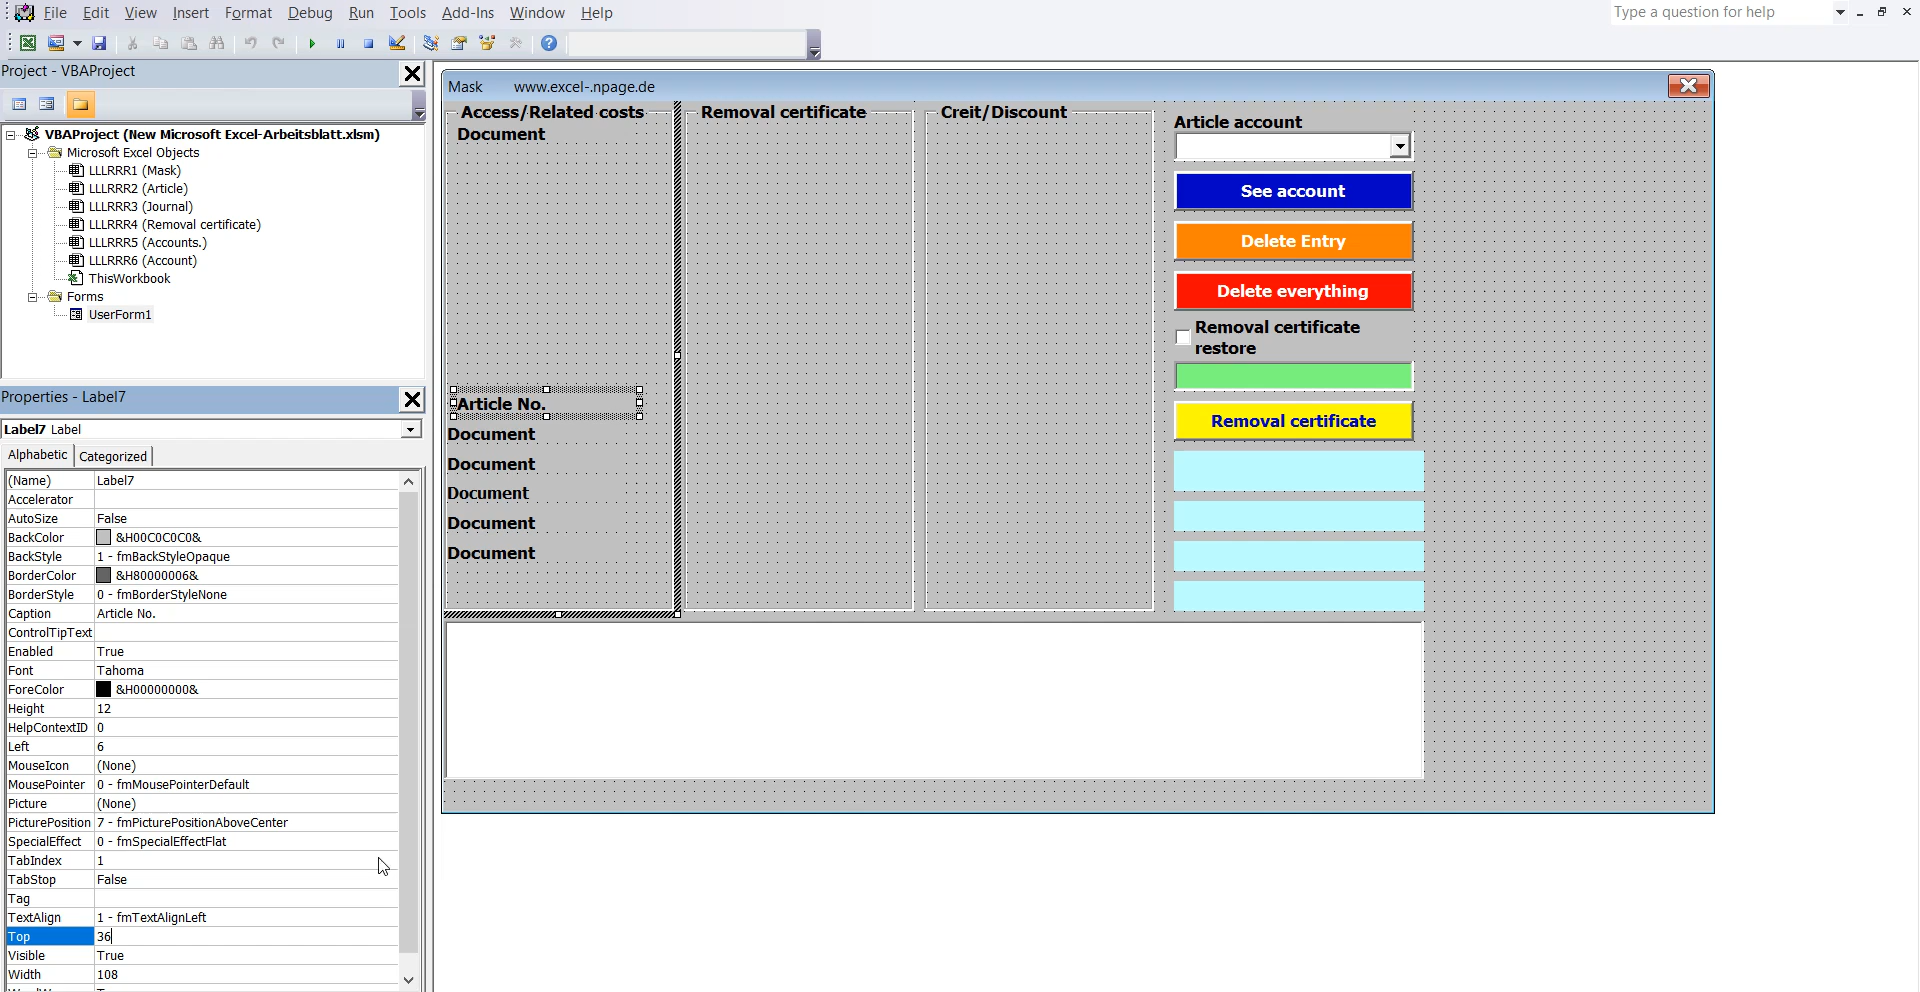 File Edit View Insert Format Debug Run Tools Add-Ins Window Help
Type a question for help
Project - VBAProject
VBAProject (New Microsoft Excel-Arbeitsblatt.xlsm)
Microsoft Excel Objects
LLLRRR1 (Mask)
LLLRRR2 (Article)
LLLRRR3 (Journal)
LLLRRR4 (Removal certificate)
LLLRRR5 (Accounts.)
LLLRRR6 (Account)
ThisWorkbook
Forms
UserForm1
Properties - Label7
Label7 Label
Alphabetic Categorized
(Name) Label7
Accelerator
AutoSize False
BackColor &H00C0C0C0&
BackStyle 1 - fmBackStyleOpaque
BorderColor &H80000006&
BorderStyle 0 - fmBorderStyleNone
Caption Article No.
ControlTipText
Enabled True
Font Tahoma
ForeColor &H00000000&
Height 12
HelpContextID 0
Left 6
MouseIcon (None)
MousePointer 0 - fmMousePointerDefault
Picture (None)
PicturePosition 7 - fmPicturePositionAboveCenter
SpecialEffect 0 - fmSpecialEffectFlat
TabIndex 1
TabStop False
Tag
TextAlign 1 - fmTextAlignLeft
Top 36
Visible True
Width 108
Mask www.excel-.npage.de
Access/Related costs
Document
Article No.
Document
Document
Document
Document
Document
Removal certificate
Creit/Discount
Article account
See account
Delete Entry
Delete everything
Removal certificate
restore
Removal certificate